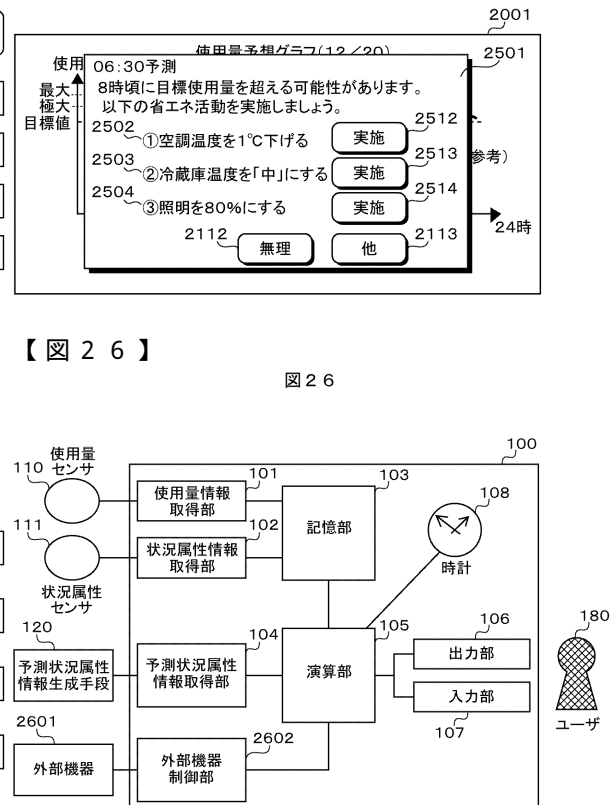 2001
使用量予想グラフ(12／20)
2501
使用
06:30予測
最大
8時頃に目標使用量を超える可能性があります。
極大
以下の省エネ活動を実施しましょう。
目標値
2502
①空調温度を1℃下げる
実施
2512
2503
②冷蔵庫温度を「中」にする
実施
2513
参考)
2504
③照明を80%にする
実施
2514
24時
2112
無理
他
2113
【図２６】
図２６
100
使用量
センサ
110
101
使用量情報
取得部
103
記憶部
108
時計
111
102
状況属性情報
取得部
状況属性
センサ
120
予測状況属性
情報生成手段
104
予測状況属性
情報取得部
105
演算部
106
出力部
入力部
107
180
ユーザ
2601
外部機器
2602
外部機器
制御部